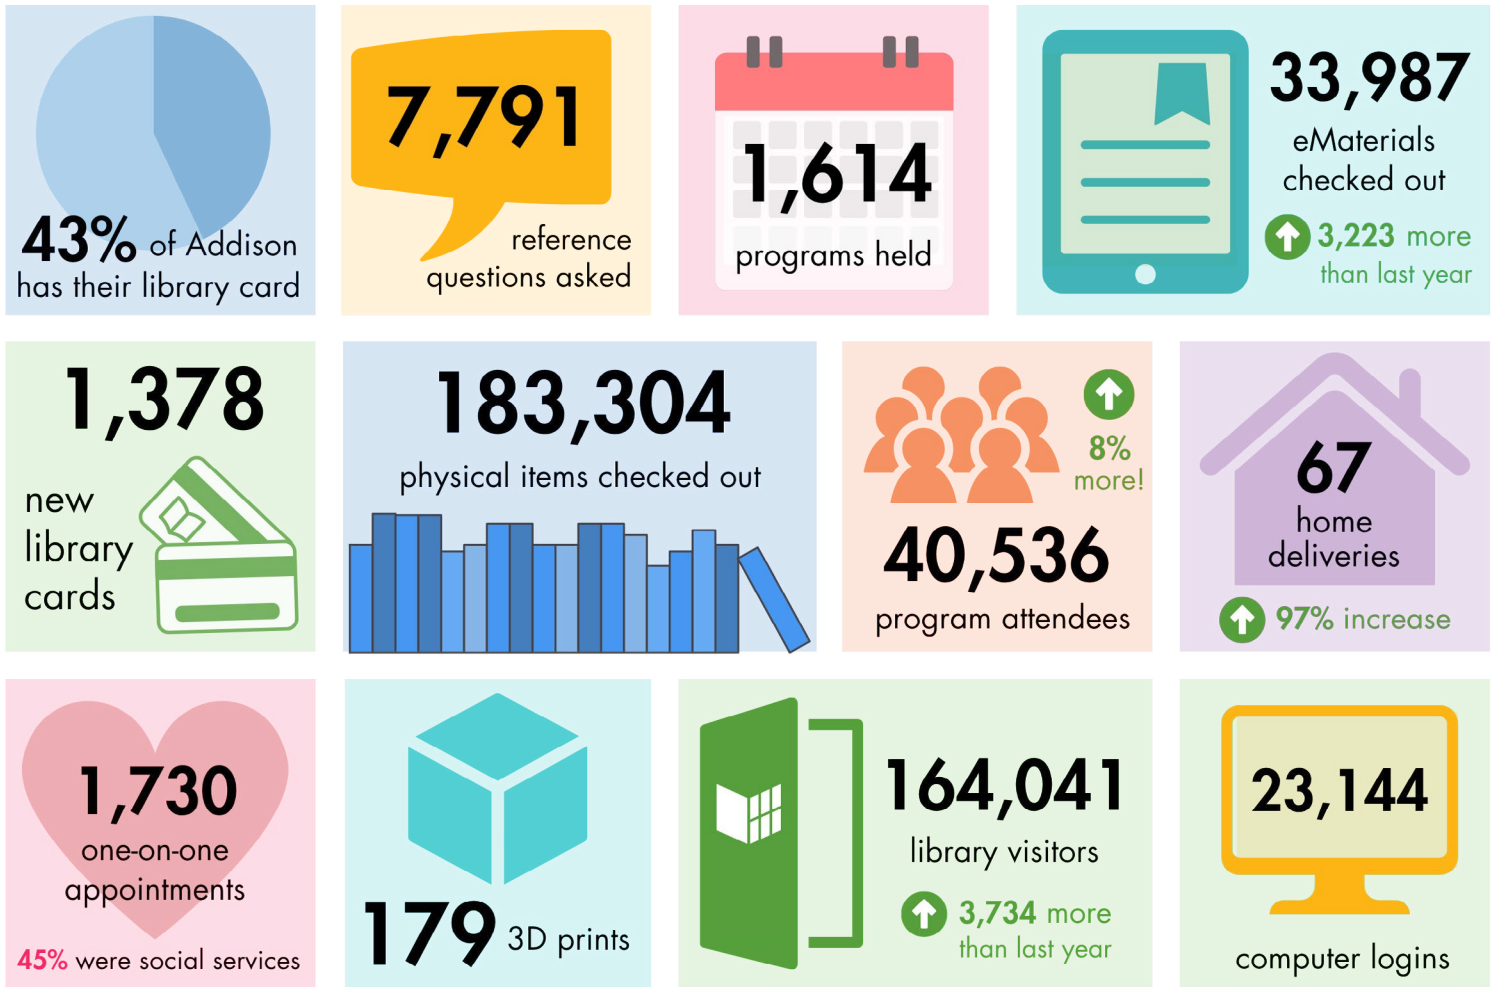 43% of Addison
has their library card
7,791
reference
questions asked
1,614
programs held
33,987
eMaterials
checked out
3,223 more
than last year
1,378
new
library
cards
183,304
physical items checked out
8%
more!
40,536
program attendees
67
home
deliveries
97% increase
1,730
one-on-one
appointments
45% were social services
179 3D prints
164,041
library visitors
3,734 more
than last year
23,144
computer logins